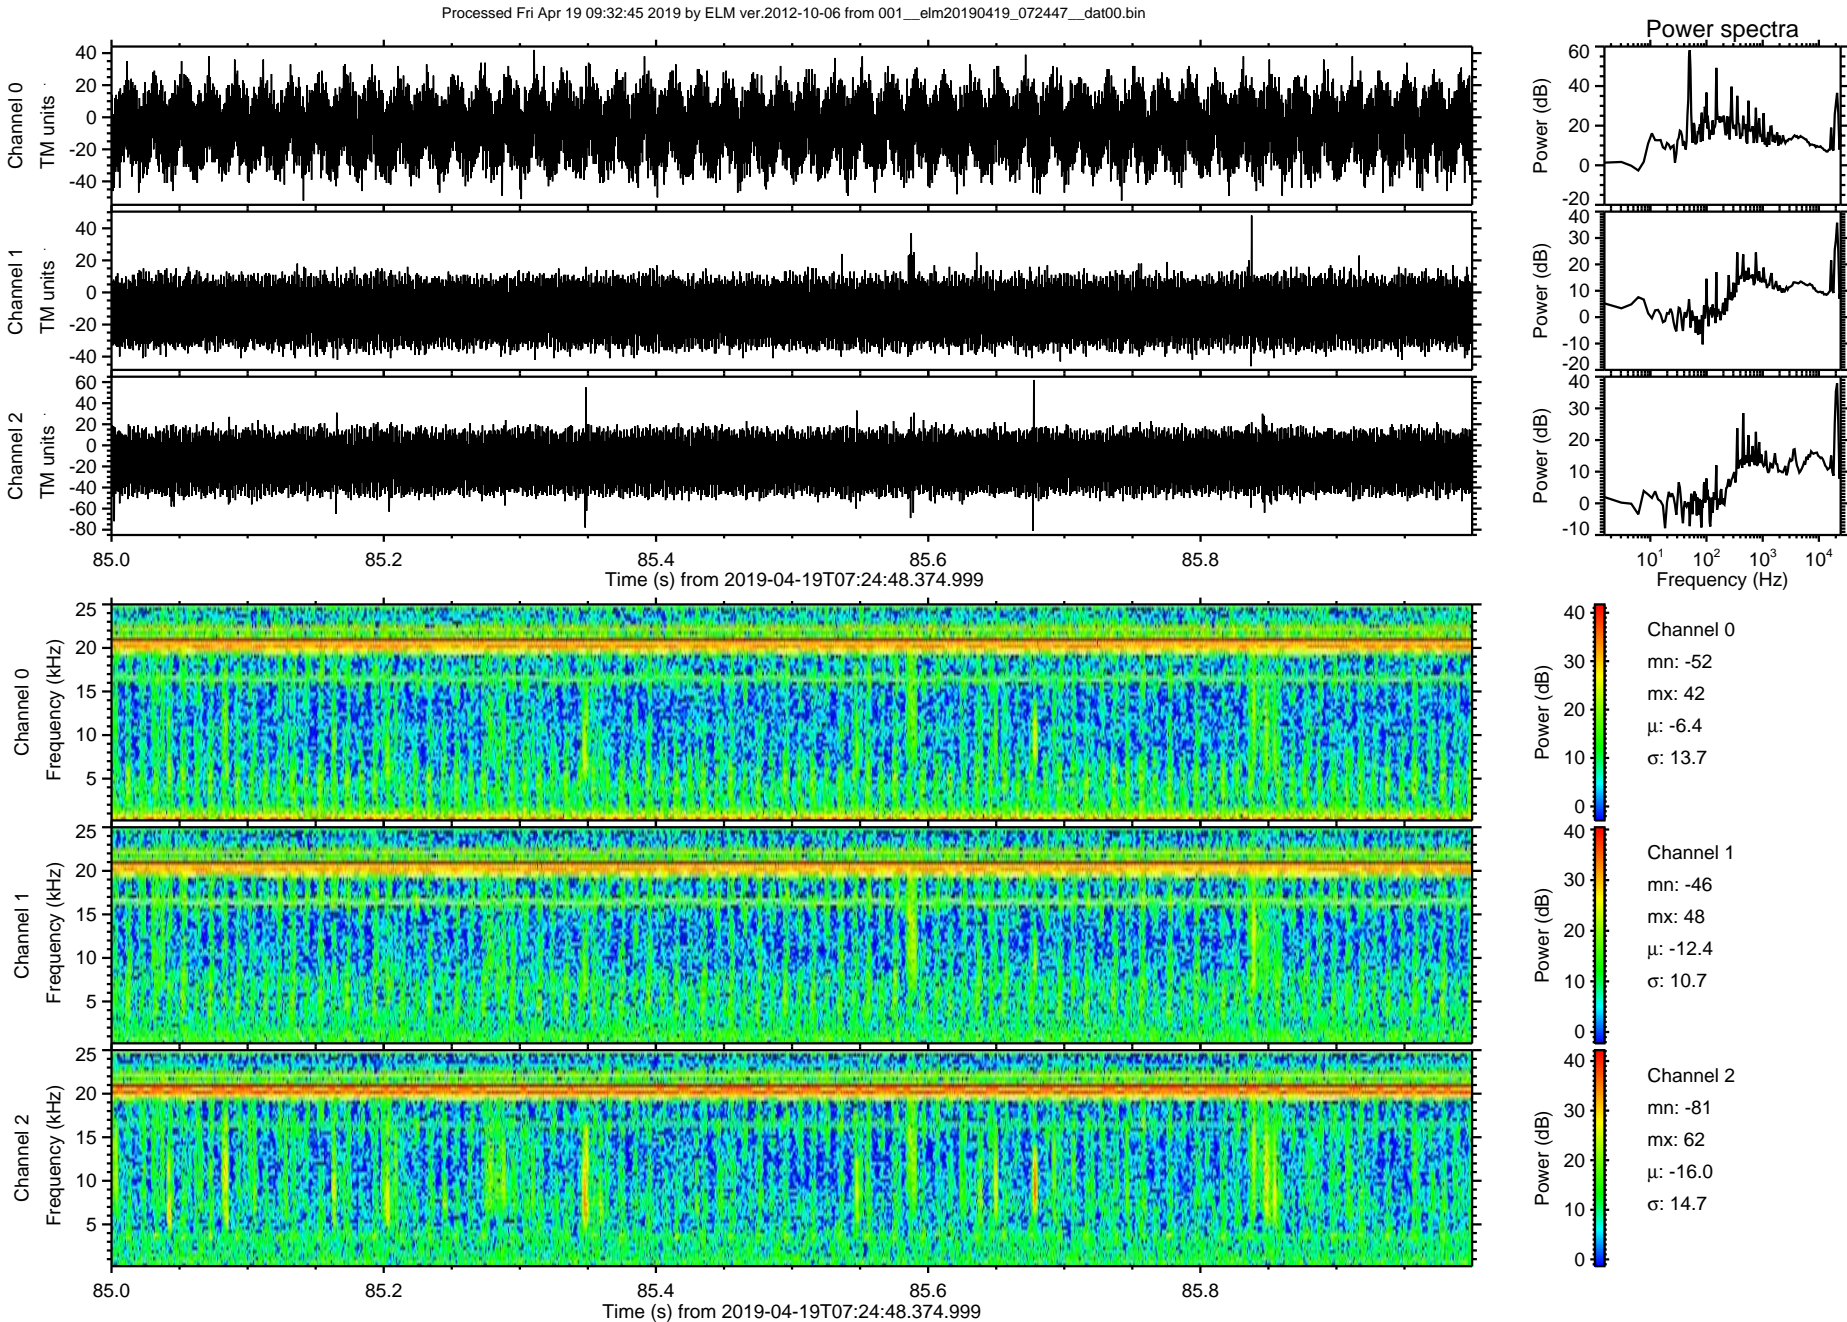 Processed Fri Apr 19 09:32:45 2019 by ELM ver.2012-10-06 from 001__elm20190419_072447__dat00.bin
Power spectra
Channel 0
TM units
40
20
0
-20
-40
Power (dB)
60
40
20
0
-20
Channel 1
TM units
40
20
0
-20
-40
Power (dB)
40
30
20
10
0
-10
-20
Channel 2
TM units
60
40
20
0
-20
-40
-60
-80
Power (dB)
40
30
20
10
0
-10
85.0 85.2 85.4 85.6 85.8
Time (s) from 2019-04-19T07:24:48.374.999
10¹ 10² 10³ 10⁴
Frequency (Hz)
Channel 0
Frequency (kHz)
25
20
15
10
5
Power (dB)
40
30
20
10
0
Channel 0
mn: -52
mx: 42
μ: -6.4
σ: 13.7
Channel 1
Frequency (kHz)
25
20
15
10
5
Power (dB)
40
30
20
10
0
Channel 1
mn: -46
mx: 48
μ: -12.4
σ: 10.7
Channel 2
Frequency (kHz)
25
20
15
10
5
Power (dB)
40
30
20
10
0
Channel 2
mn: -81
mx: 62
μ: -16.0
σ: 14.7
85.0 85.2 85.4 85.6 85.8
Time (s) from 2019-04-19T07:24:48.374.999